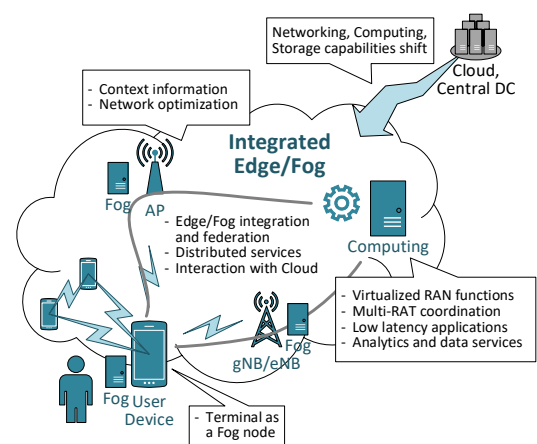 Networking, Computing,
Storage capabilities shift
Cloud,
Central DC
- Context information
- Network optimization
Integrated
Edge/Fog
Fog
AP
- Edge/Fog integration
and federation
- Distributed services
- Interaction with Cloud
Computing
- Virtualized RAN functions
- Multi-RAT coordination
- Low latency applications
- Analytics and data services
Fog
gNB/eNB
Fog
User
Device
- Terminal as
a Fog node